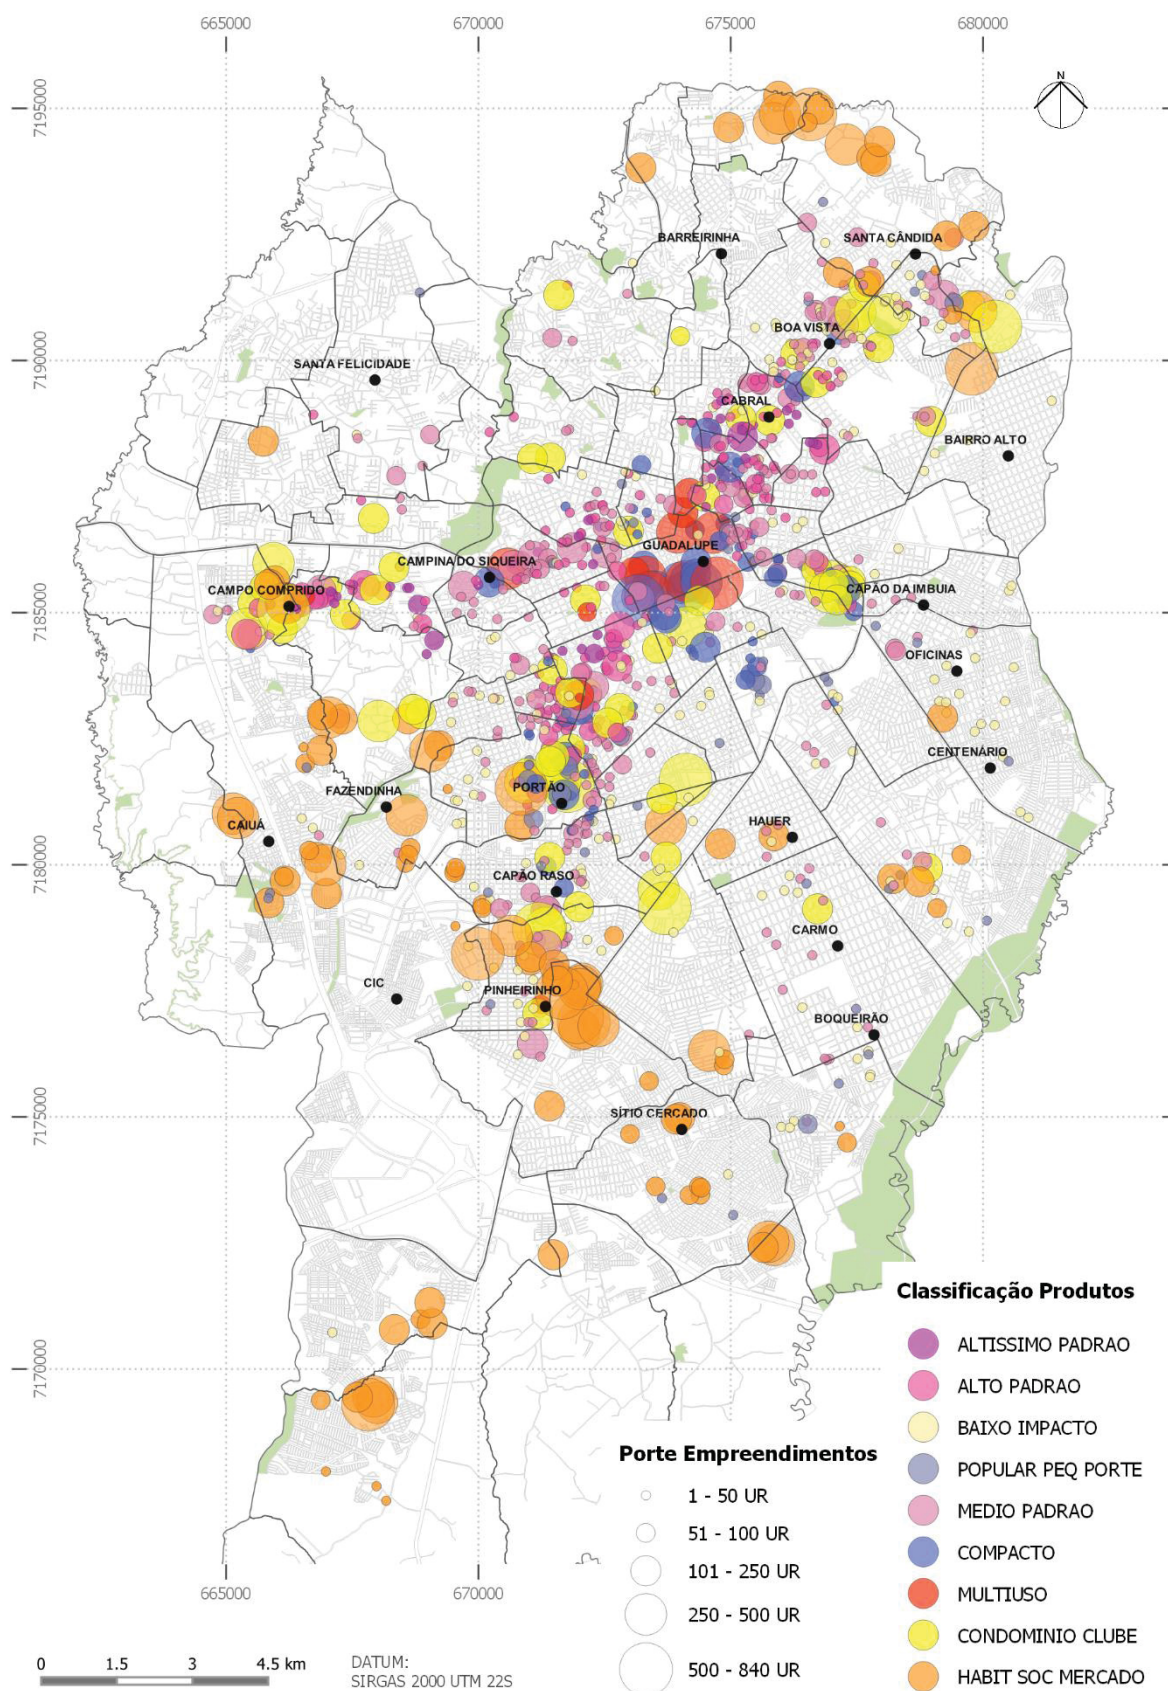 665000
670000
675000
680000
N
7195000
SANTA CÂNDIDA
BARREIRINHA
BOA VISTA
7190000
SANTA FELICIDADE
CABRAL
BAIRRO ALTO
GUADALUPE
CAMPINA DO SIQUEIRA
CAMPO COMPRIDO
CAPÃO DA IMBUIA
7185000
OFICINAS
CENTENÁRIO
PORTÃO
FAZENDINHA
HAUER
CAIUÁ
7180000
CAPÃO RASO
CARMO
CIC
PINHEIRINHO
BOQUEIRÃO
7175000
SÍTIO CERCADO
7170000
Classificação Produtos
ALTISSIMO PADRAO
ALTO PADRAO
BAIXO IMPACTO
POPULAR PEQ PORTE
MEDIO PADRAO
COMPACTO
MULTIUSO
CONDOMINIO CLUBE
HABIT SOC MERCADO
Porte Empreendimentos
1 - 50 UR
51 - 100 UR
101 - 250 UR
250 - 500 UR
500 - 840 UR
665000
670000
0 1.5 3 4.5 km
DATUM:
SIRGAS 2000 UTM 22S